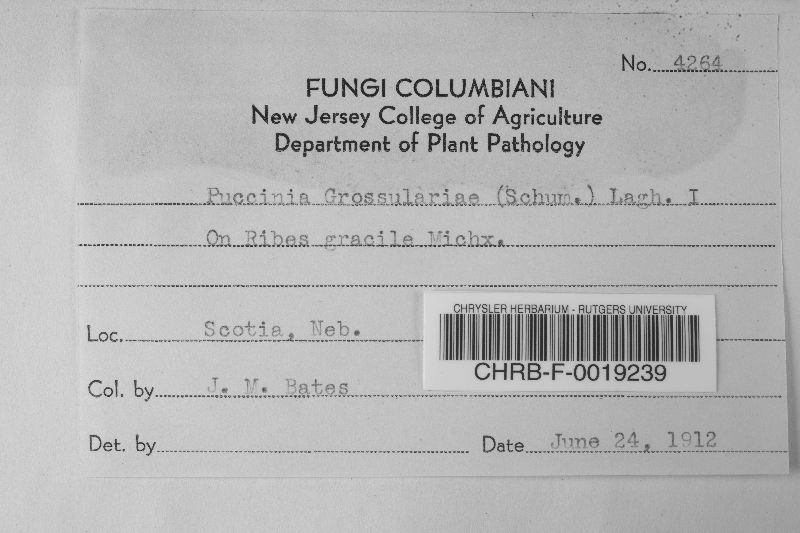 No. 4264
FUNGI COLUMBIANI
New Jersey College of Agriculture
Department of Plant Pathology
Puccinia Grossulariae (Schum.) Lagh. I
On Ribes gracile Michx.
Loc. Scotia, Neb.
CHRYSLER HERBARIUM - RUTGERS UNIVERSITY
CHRB-F-0019239
Col. by J. M. Bates
Det. by
Date June 24, 1912